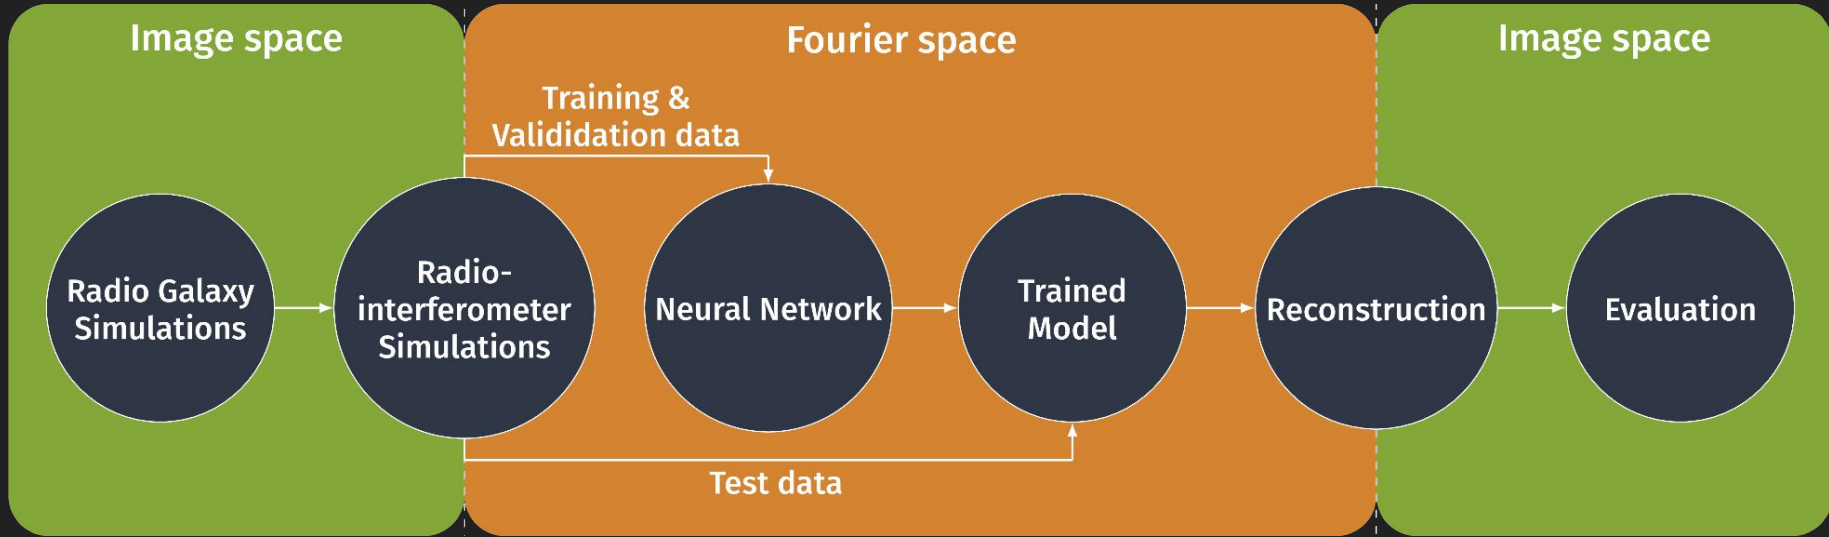 Image space
Fourier space
Image space
Training &
Valididation data
Radio Galaxy
Simulations
Radio-
interferometer
Simulations
Neural Network
Trained
Model
Reconstruction
Evaluation
Test data